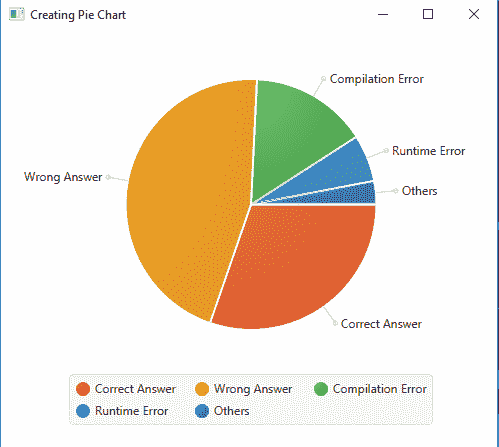 Creating Pie Chart
Compilation Error
Runtime Error
Wrong Answer
Others
Correct Answer
Correct Answer Wrong Answer Compilation Error
Runtime Error Others